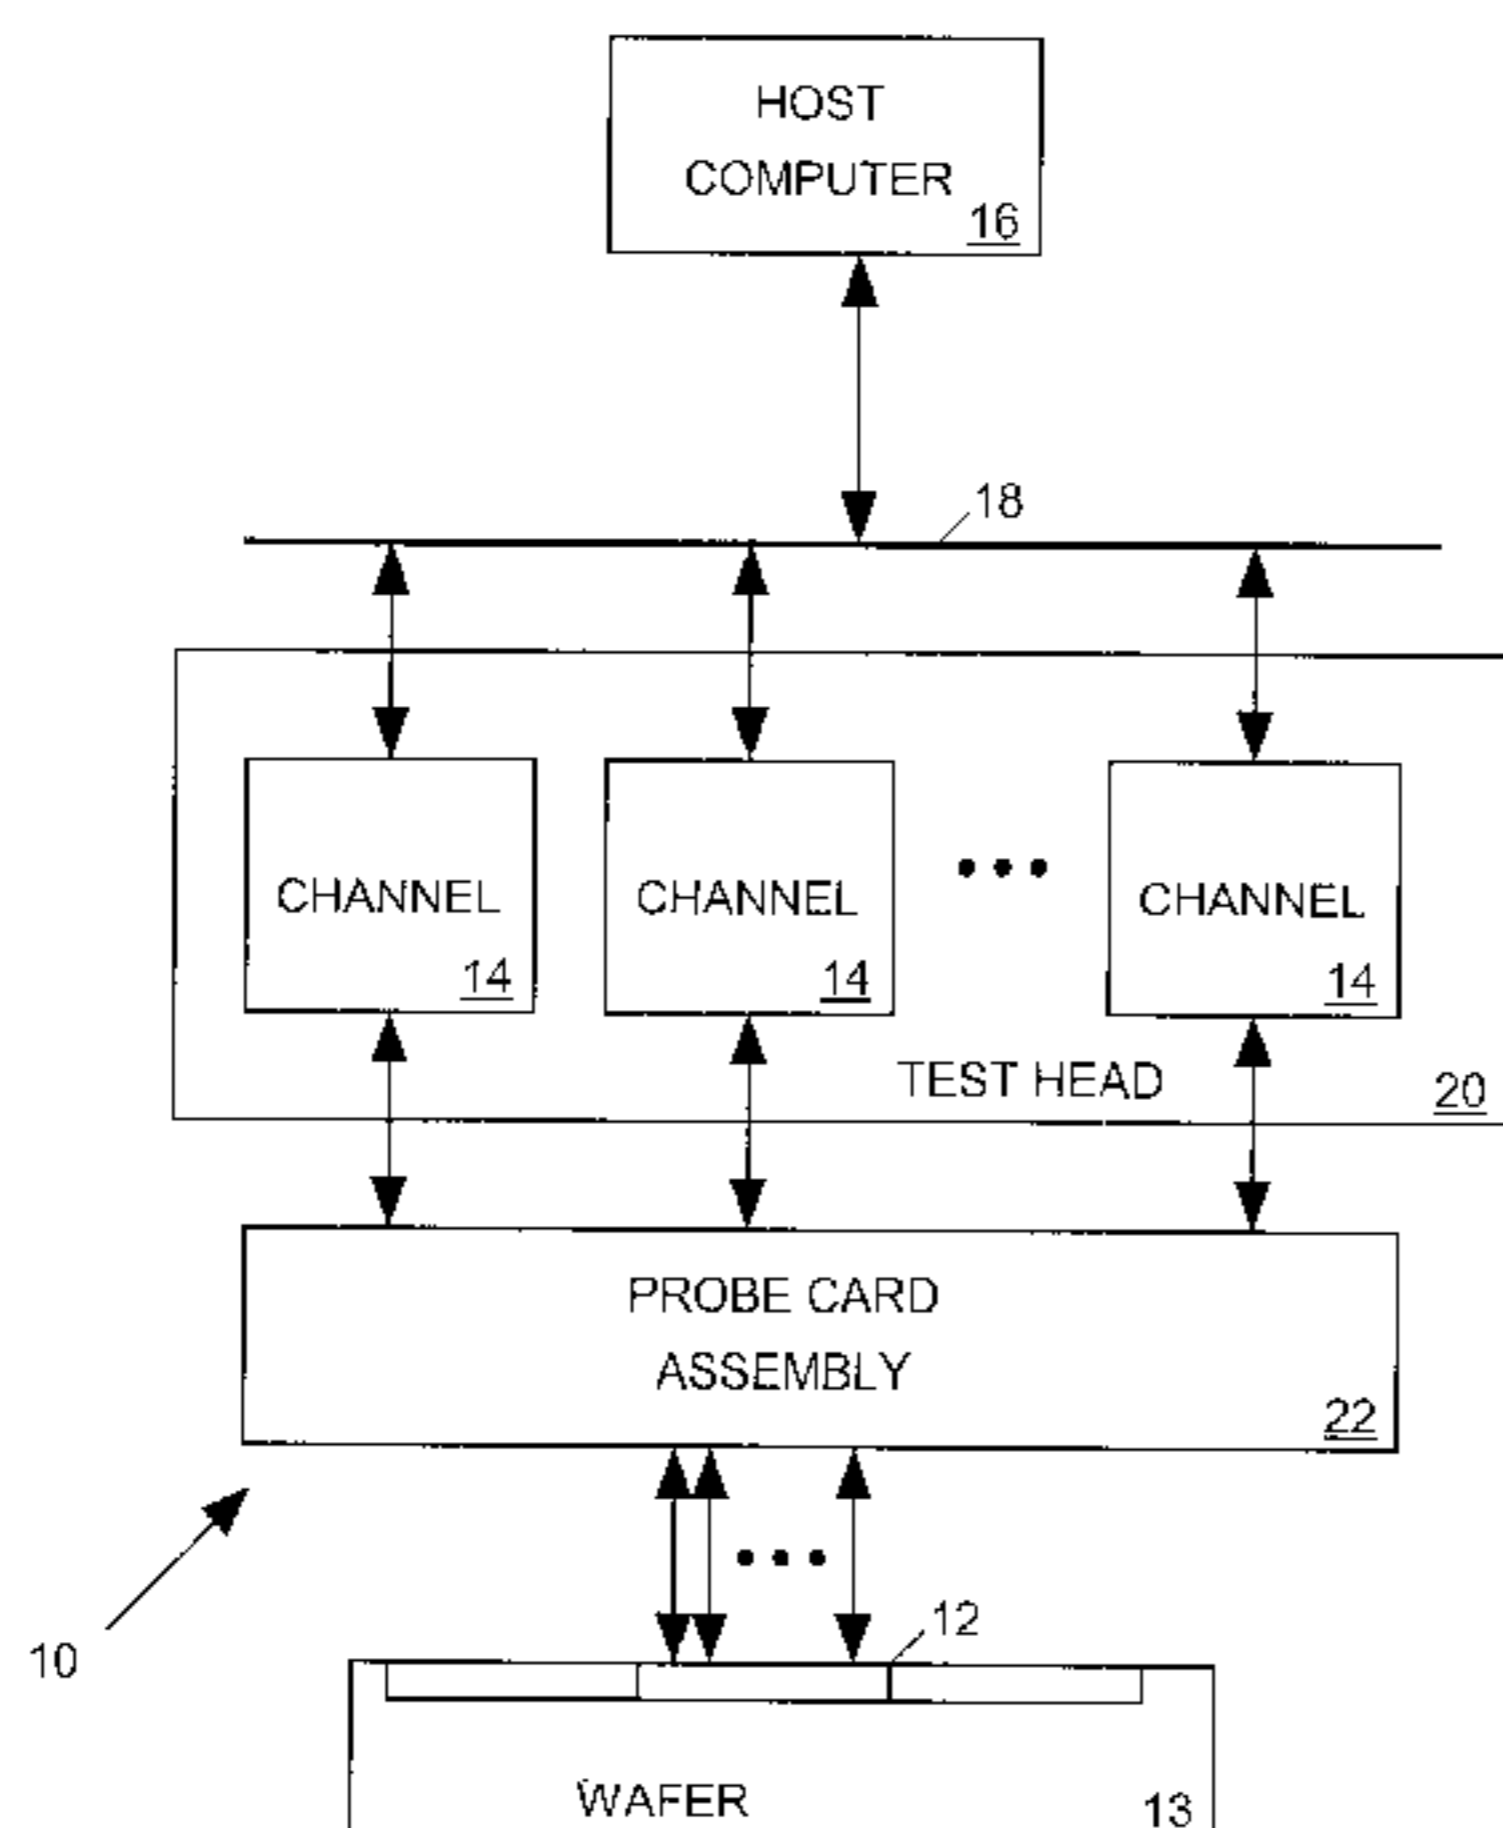 HOST
COMPUTER
16
18
CHANNEL
14
CHANNEL
14
CHANNEL
14
TEST HEAD
20
PROBE CARD
ASSEMBLY
22
10
12
WAFER
13